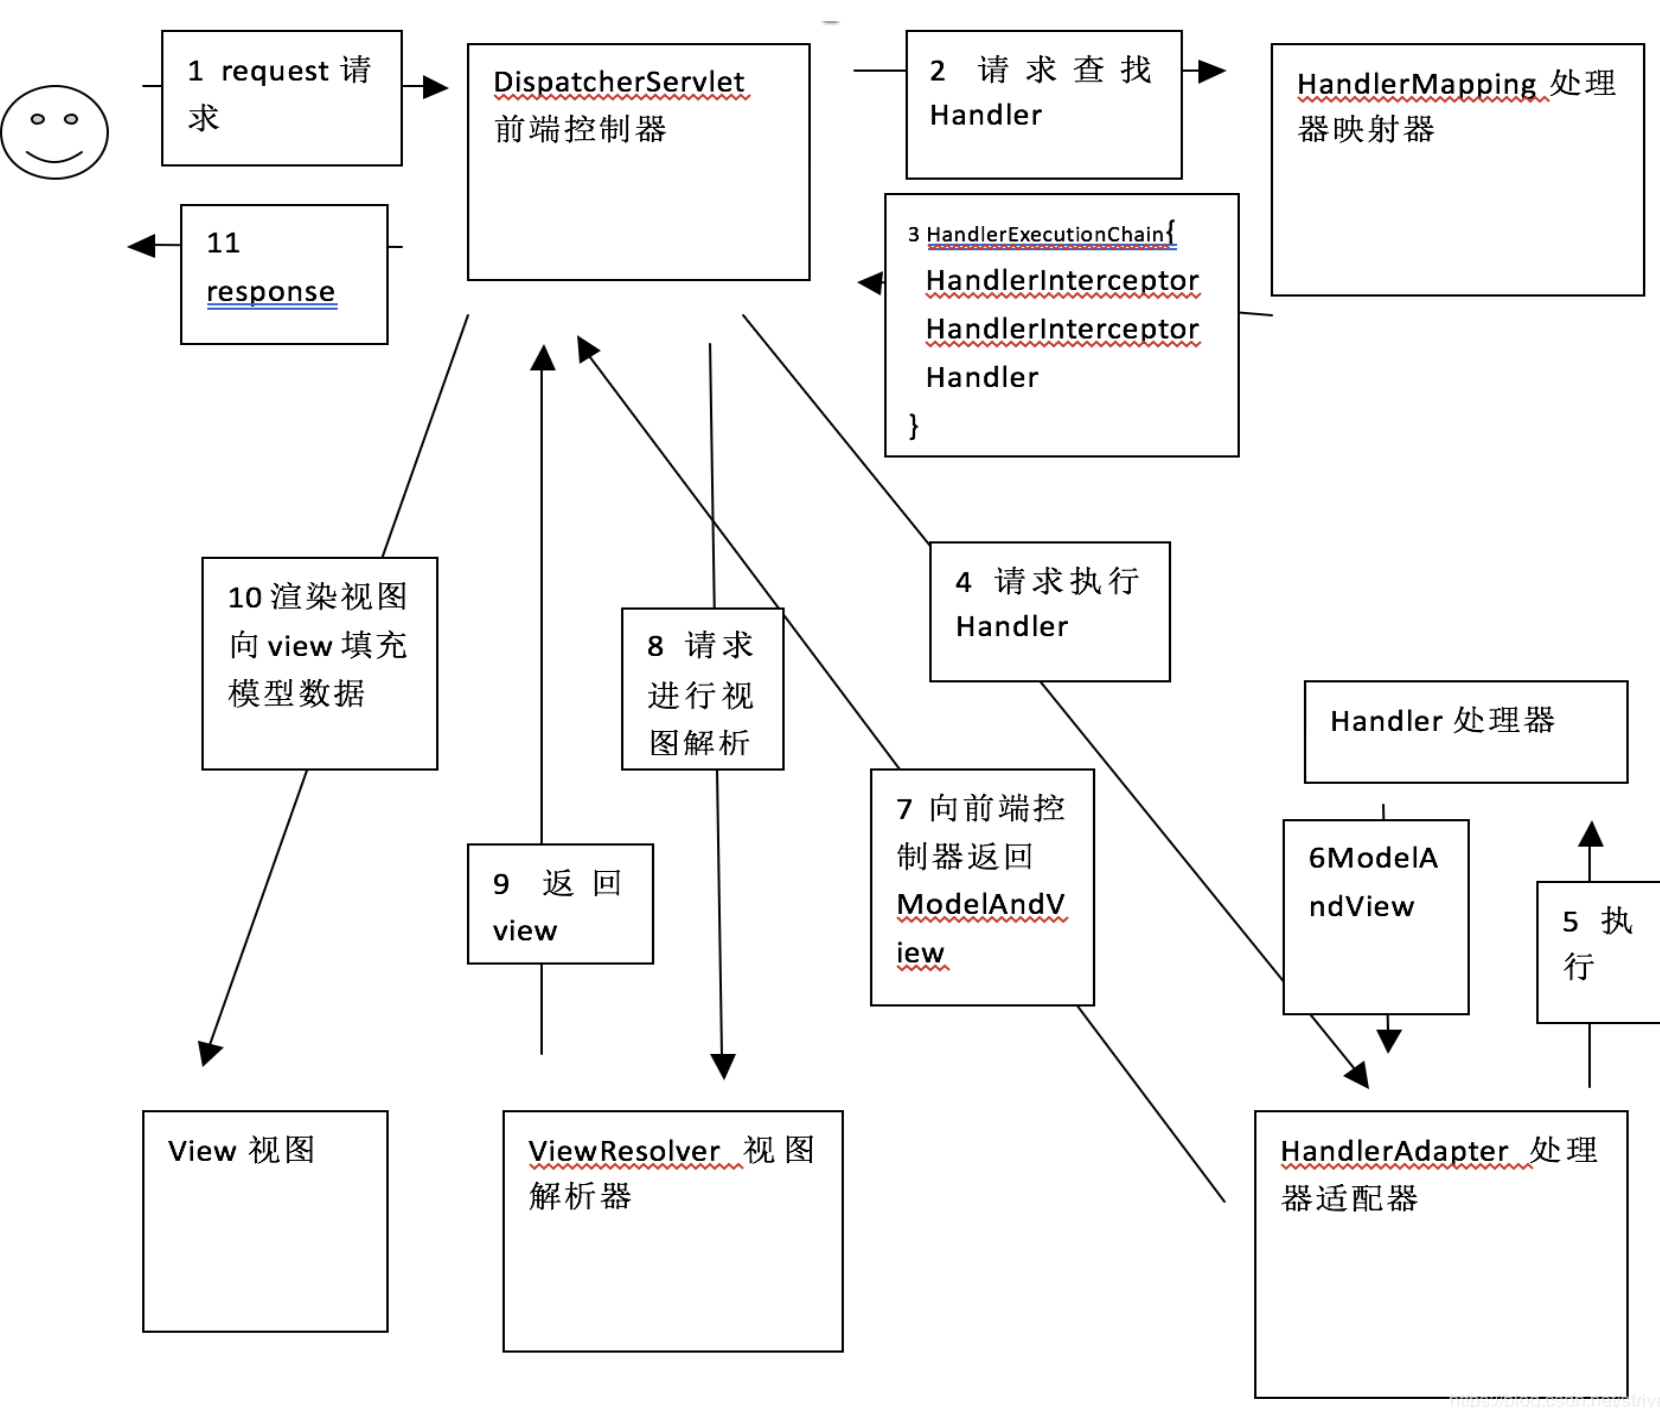 1 request 请
求
DispatcherServlet
前端控制器
2 请求查找
Handler
HandlerMapping 处理
器映射器
11
response
3 HandlerExecutionChain{
HandlerInterceptor
HandlerInterceptor
Handler
}
10 渲染视图
向 view 填充
模型数据
8 请求
进行视
图解析
4 请求执行
Handler
Handler 处理器
9 返回
view
7 向前端控
制器返回
ModelAndV
iew
6ModelA
ndView
5 执
行
View 视图
ViewResolver 视图
解析器
HandlerAdapter 处理
器适配器
https://blog.csdn.net/strive